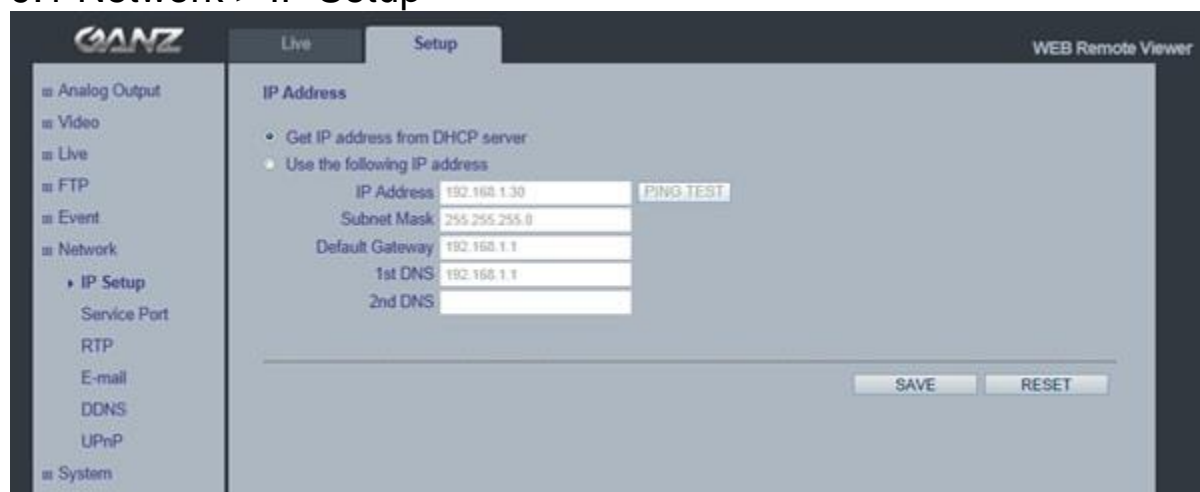 GANZ
Live
Setup
WEB Remote Viewer
Analog Output
Video
Live
FTP
Event
Network
IP Setup
Service Port
RTP
E-mail
DDNS
UPnP
System
IP Address
Get IP address from DHCP server
Use the following IP address
IP Address 192.168.1.30 PING TEST
Subnet Mask 255.255.255.0
Default Gateway 192.168.1.1
1st DNS 192.168.1.1
2nd DNS
SAVE RESET